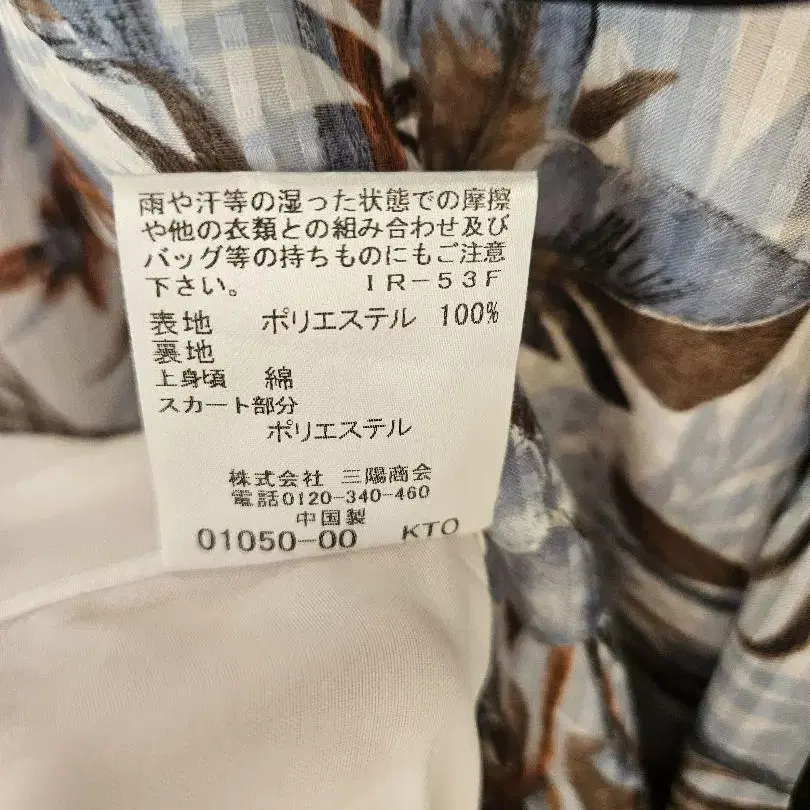 雨や汗等の湿った状態での摩擦
や他の衣類との組み合わせ及び
バッグ等の持ちものにもご注意
下さい。 IR-53F
表地 ポリエステル 100%
裏地
上身頃 綿
スカート部分
ポリエステル
株式会社 三陽商会
電話0120-340-460
中国製
01050-00 KTO